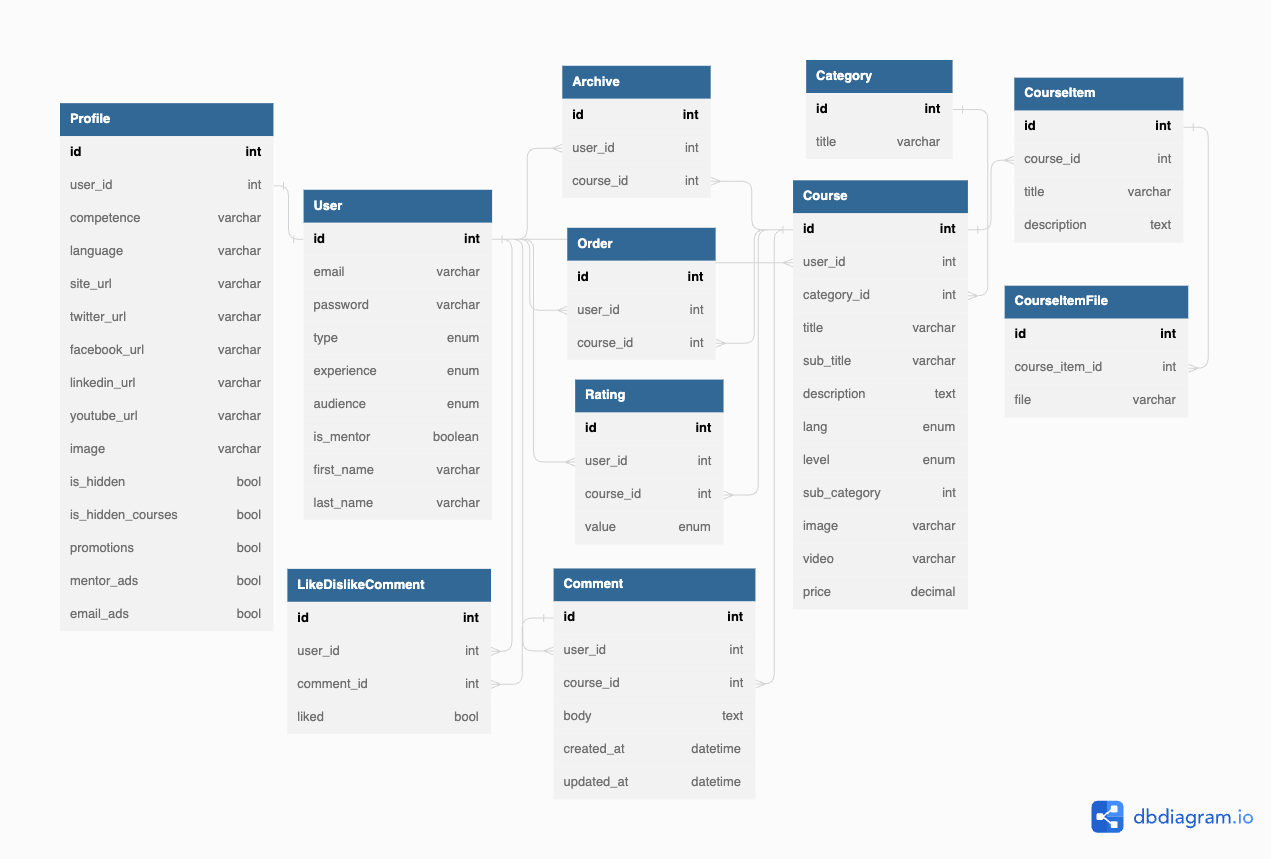 Profile
id int
user_id int
competence varchar
language varchar
site_url varchar
twitter_url varchar
facebook_url varchar
linkedin_url varchar
youtube_url varchar
image varchar
is_hidden bool
is_hidden_courses bool
promotions bool
mentor_ads bool
email_ads bool
User
id int
email varchar
password varchar
type enum
experience enum
audience enum
is_mentor boolean
first_name varchar
last_name varchar
LikeDislikeComment
id int
user_id int
comment_id int
liked bool
Archive
id int
user_id int
course_id int
Order
id int
user_id int
course_id int
Rating
id int
user_id int
course_id int
value enum
Comment
id int
user_id int
course_id int
body text
created_at datetime
updated_at datetime
Category
id int
title varchar
Course
id int
user_id int
category_id int
title varchar
sub_title varchar
description text
lang enum
level enum
sub_category int
image varchar
video varchar
price decimal
CourseItem
id int
course_id int
title varchar
description text
CourseItemFile
id int
course_item_id int
file varchar
dbdiagram.io